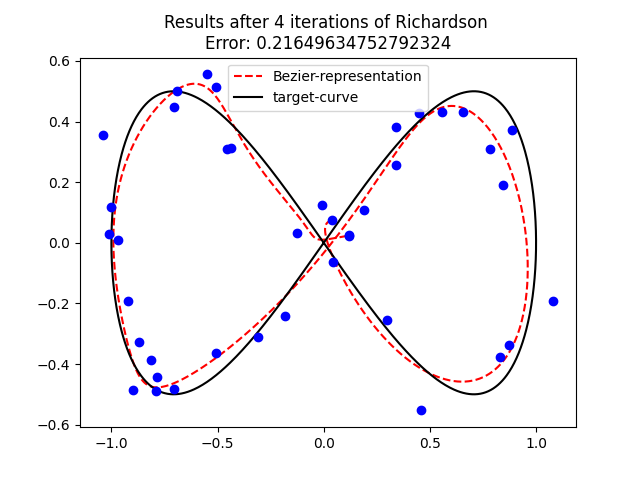 Results after 4 iterations of Richardson
Error: 0.21649634752792324
Bezier-representation
target-curve
0.6
0.4
0.2
0.0
−0.2
−0.4
−0.6
−1.0 −0.5 0.0 0.5 1.0